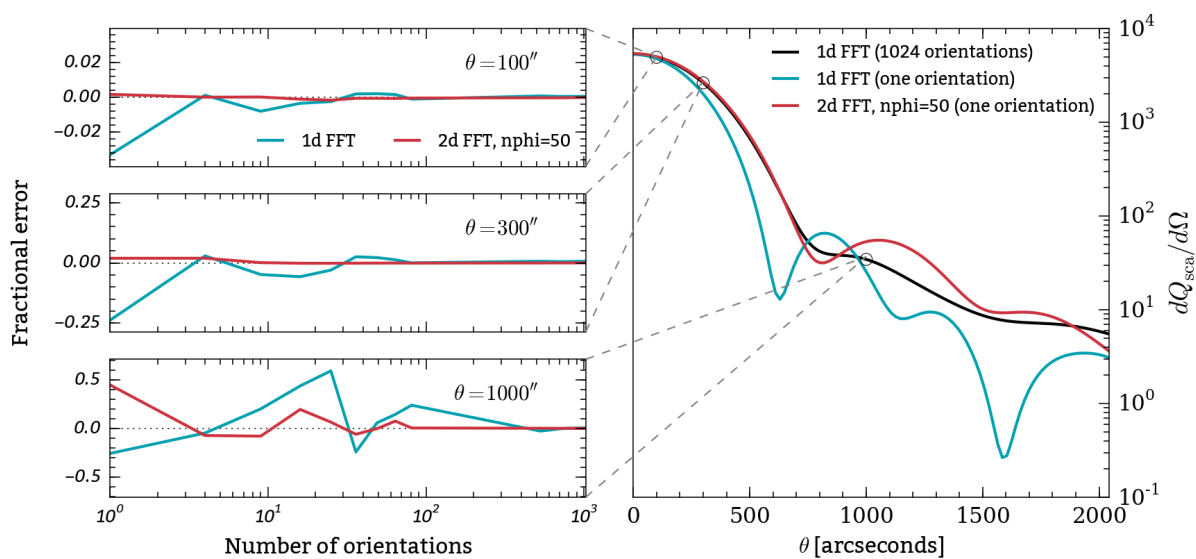 Fractional error
0.02
0.00
−0.02
θ=100″
1d FFT
2d FFT, nphi=50
0.25
0.00
−0.25
θ=300″
0.5
0.0
−0.5
θ=1000″
10^0
10^1
10^2
10^3
Number of orientations
1d FFT (1024 orientations)
1d FFT (one orientation)
2d FFT, nphi=50 (one orientation)
10^4
10^3
10^2
10^1
10^0
10^-1
dQ_sca/dΩ
0
500
1000
1500
2000
θ [arcseconds]